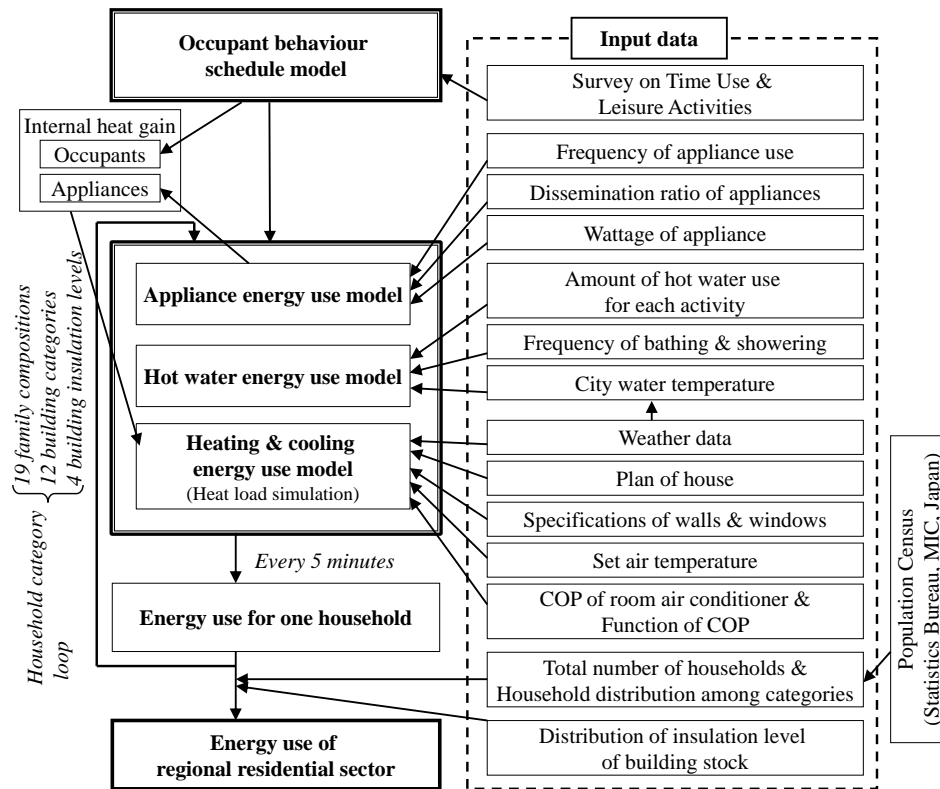 Occupant behaviour
schedule model
Input data
Survey on Time Use &
Leisure Activities
Internal heat gain
Occupants
Appliances
Frequency of appliance use
Dissemination ratio of appliances
Wattage of appliance
Amount of hot water use
for each activity
Frequency of bathing & showering
City water temperature
Weather data
Plan of house
Specifications of walls & windows
Set air temperature
COP of room air conditioner &
Function of COP
Total number of households &
Household distribution among categories
Distribution of insulation level
of building stock
Appliance energy use model
Hot water energy use model
Heating & cooling
energy use model
(Heat load simulation)
Every 5 minutes
Energy use for one household
Energy use of
regional residential sector
19 family compositions
12 building categories
4 building insulation levels
Household category
loop
Population Census
(Statistics Bureau, MIC, Japan)